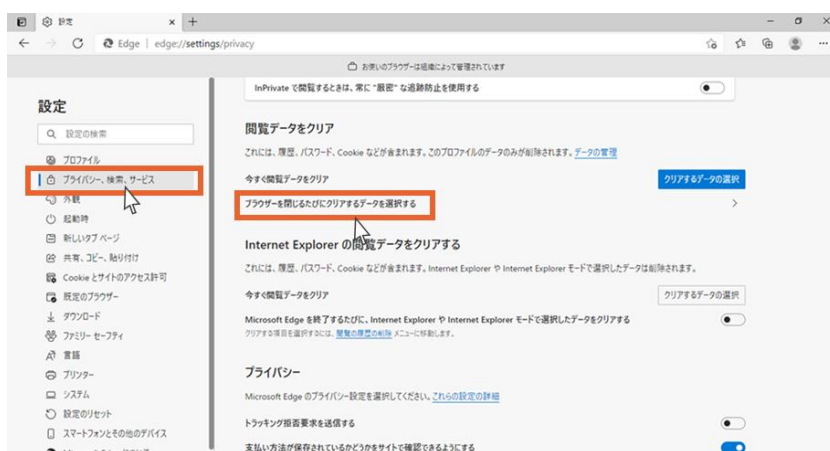 設定
Edge | edge://settings/privacy
お使いのブラウザーは組織によって管理されています
設定
設定の検索
プロファイル
プライバシー、検索、サービス
外観
起動時
新しいタブ ページ
共有、コピー、貼り付け
Cookie とサイトのアクセス許可
既定のブラウザー
ダウンロード
ファミリー セーフティ
言語
プリンター
システム
設定のリセット
スマートフォンとその他のデバイス
InPrivate で閲覧するときは、常に "厳密" な追跡防止を使用する
閲覧データをクリア
これには、履歴、パスワード、Cookie などが含まれます。このプロファイルのデータのみが削除されます。データの管理
今すぐ閲覧データをクリア
クリアするデータの選択
ブラウザーを閉じるたびにクリアするデータを選択する
Internet Explorer の閲覧データをクリアする
これには、履歴、パスワード、Cookie などが含まれます。Internet Explorer や Internet Explorer モードで選択したデータは削除されます。
今すぐ閲覧データをクリア
クリアするデータの選択
Microsoft Edge を終了するたびに、Internet Explorer や Internet Explorer モードで選択したデータをクリアする
クリアする項目を選択するには、閲覧の履歴の削除 メニューに移動します。
プライバシー
Microsoft Edge のプライバシー設定を選択してください。これらの設定の詳細
トラッキング拒否要求を送信する
支払い方法が保存されているかどうかをサイトで確認できるようにする